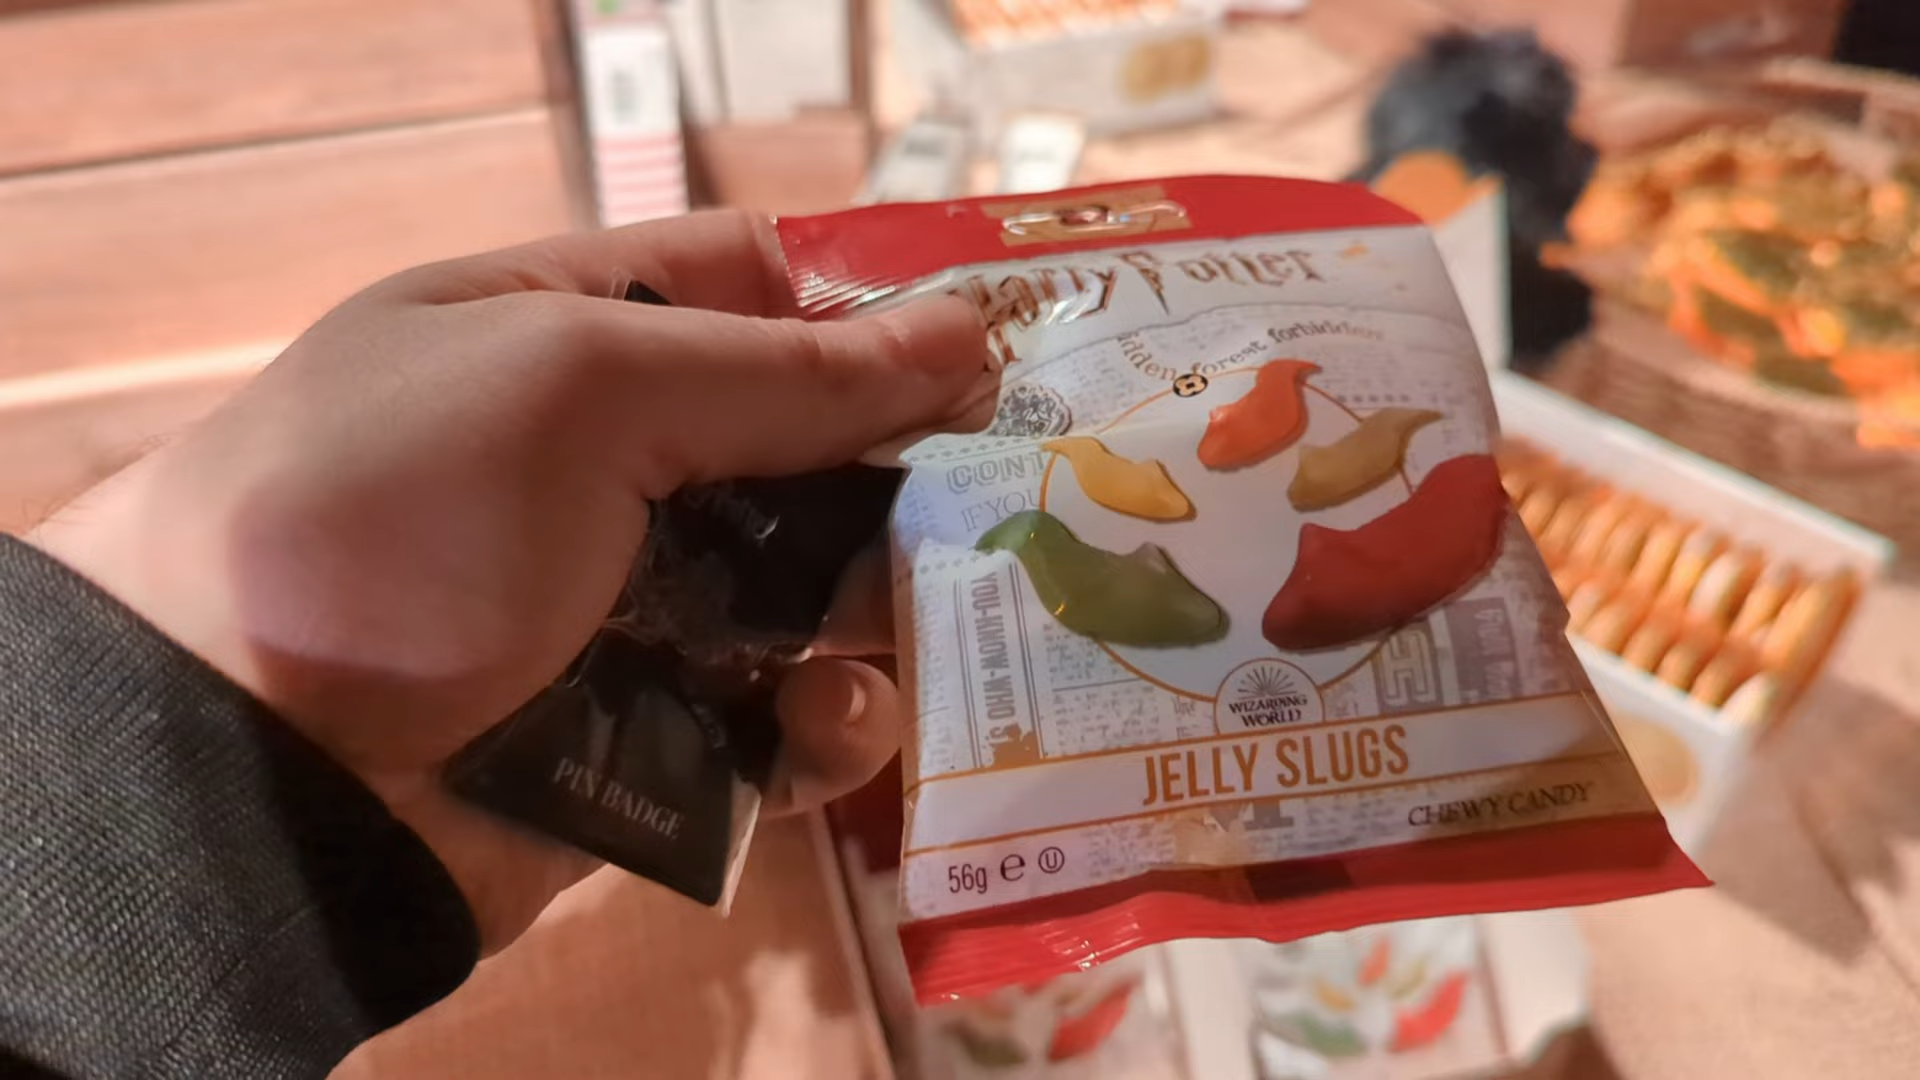 Harry Potter
dden forest forbidden
CONT
IF YOU
YOU-KNOW-WHO
WIZARDING
WORLD
JELLY SLUGS
CHEWY CANDY
56g ℮ Ⓤ
PIN BADGE